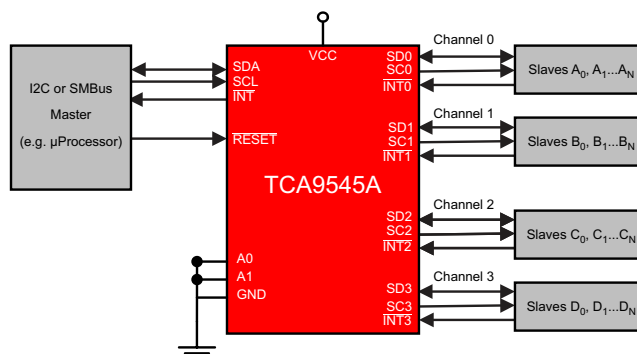 I2C or SMBus
Master
(e.g. µProcessor)
VCC
SDA
SCL
INT
RESET
TCA9545A
A0
A1
GND
SD0
SC0
INT0
SD1
SC1
INT1
SD2
SC2
INT2
SD3
SC3
INT3
Channel 0
Slaves A0, A1...AN
Channel 1
Slaves B0, B1...BN
Channel 2
Slaves C0, C1...CN
Channel 3
Slaves D0, D1...DN